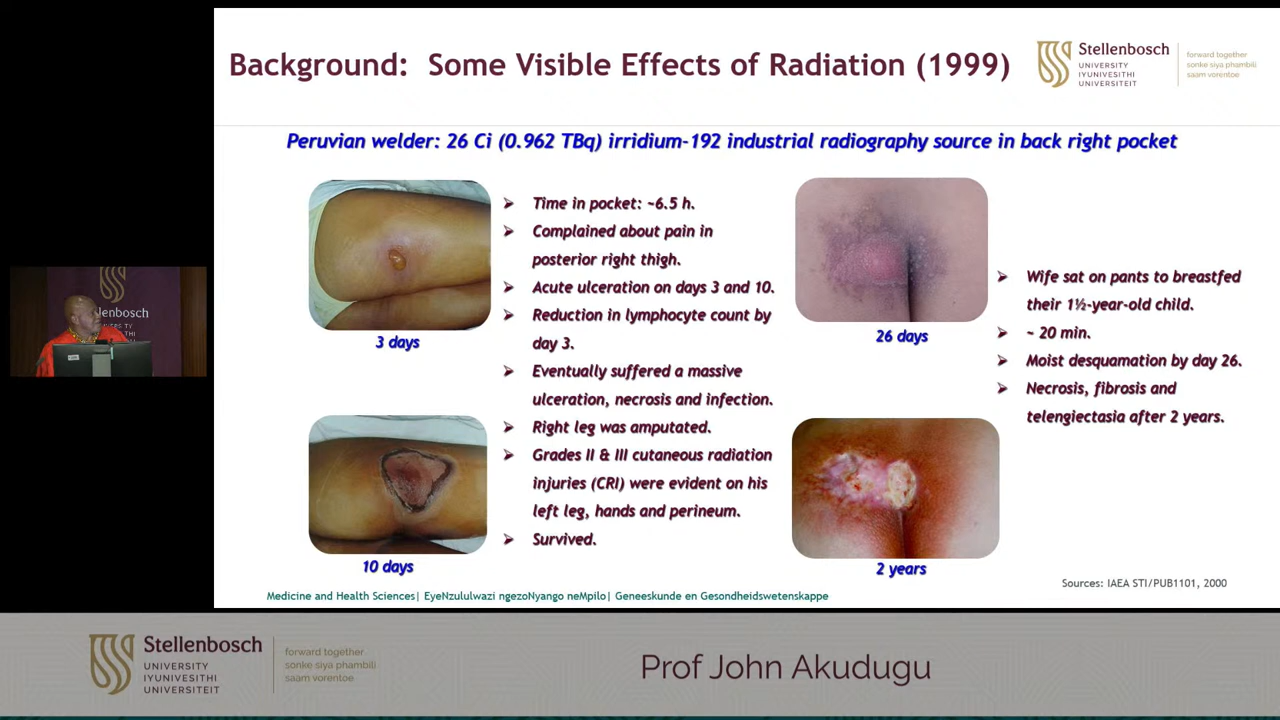 Background: Some Visible Effects of Radiation (1999)
Stellenbosch
UNIVERSITY
IYUNIVESITHI
UNIVERSITEIT
forward together
sonke siya phambili
saam vorentoe
Peruvian welder: 26 Ci (0.962 TBq) irridium-192 industrial radiography source in back right pocket
3 days
10 days
➢ Time in pocket: ~6.5 h.
➢ Complained about pain in
posterior right thigh.
➢ Acute ulceration on days 3 and 10.
➢ Reduction in lymphocyte count by
day 3.
➢ Eventually suffered a massive
ulceration, necrosis and infection.
➢ Right leg was amputated.
➢ Grades II & III cutaneous radiation
injuries (CRI) were evident on his
left leg, hands and perineum.
➢ Survived.
26 days
2 years
➢ Wife sat on pants to breastfed
their 1½-year-old child.
➢ ~ 20 min.
➢ Moist desquamation by day 26.
➢ Necrosis, fibrosis and
telengiectasia after 2 years.
Sources: IAEA STI/PUB1101, 2000
Medicine and Health Sciences| EyeNzululwazi ngezoNyango neMpilo| Geneeskunde en Gesondheidswetenskappe
llenbosch
Stellenbosch
UNIVERSITY
IYUNIVESITHI
UNIVERSITEIT
forward together
sonke siya phambili
saam vorentoe
Prof John Akudugu